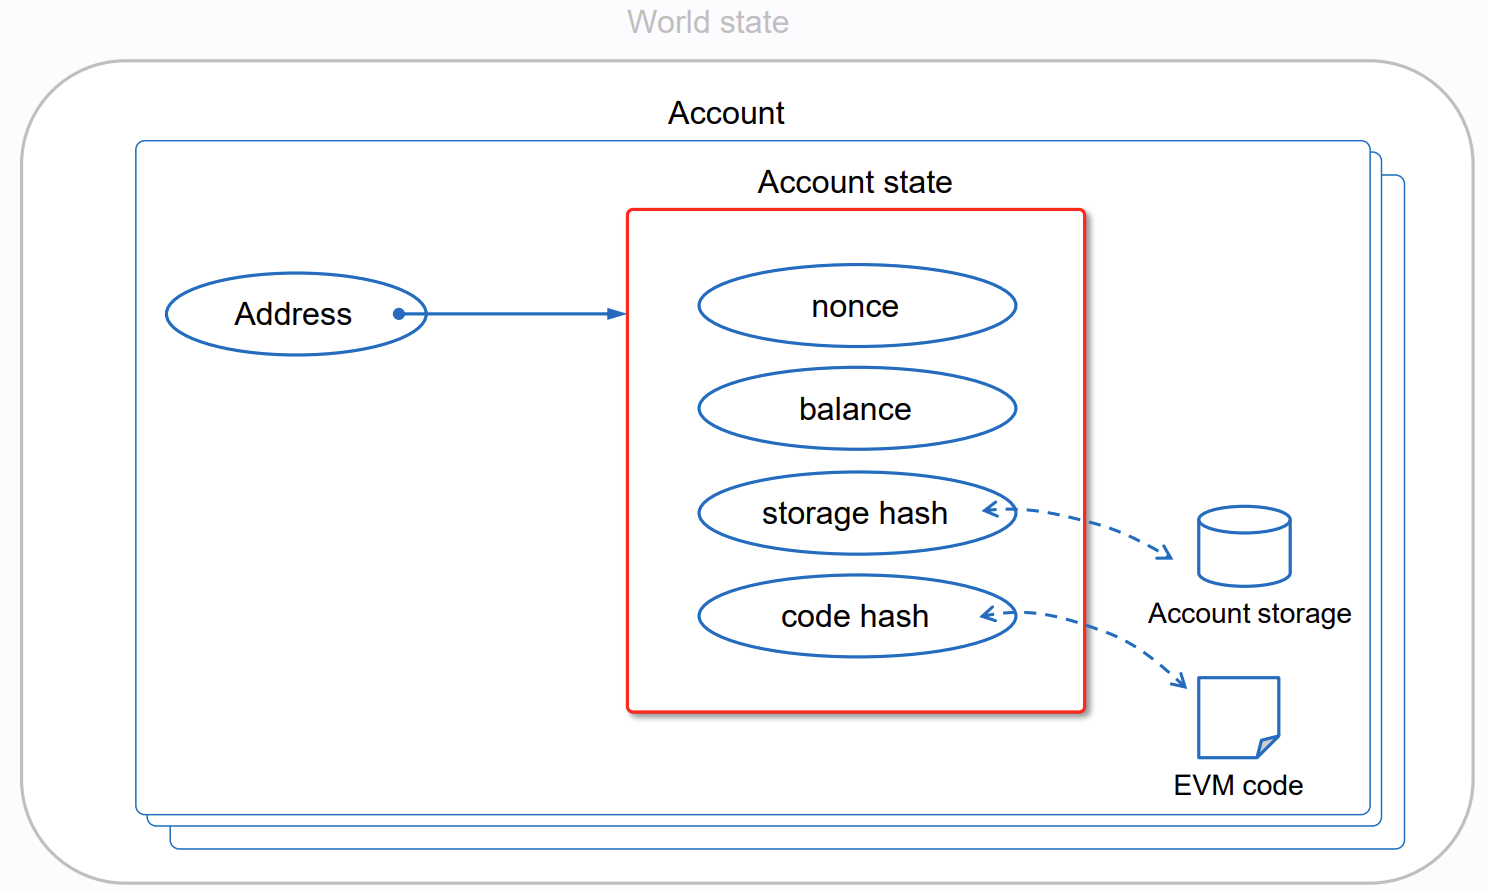 World state
Account
Account state
Address
nonce
balance
storage hash
code hash
Account storage
EVM code